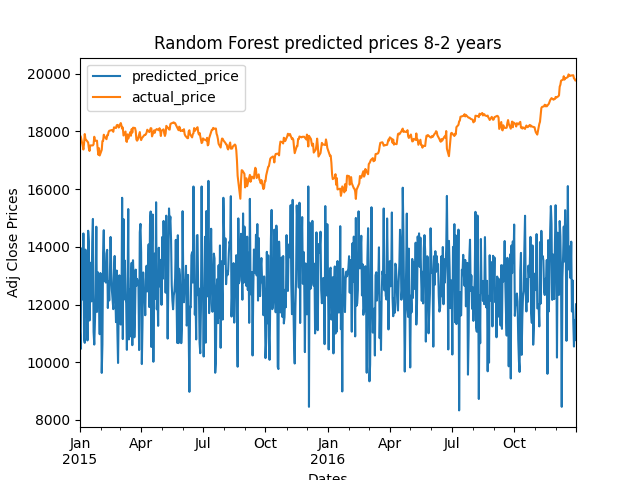 Random Forest predicted prices 8-2 years
predicted_price
actual_price
20000
18000
16000
14000
12000
10000
8000
Adj Close Prices
Jan Apr Jul Oct Jan Apr Jul Oct
2015 2016
Dates